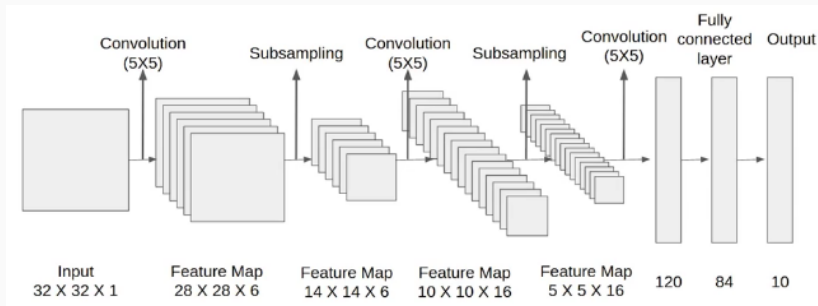 Convolution
(5X5)
Subsampling
Convolution
(5X5)
Subsampling
Convolution
(5X5)
Fully
connected
layer
Output
Input
32 X 32 X 1
Feature Map
28 X 28 X 6
Feature Map
14 X 14 X 6
Feature Map
10 X 10 X 16
Feature Map
5 X 5 X 16
120
84
10